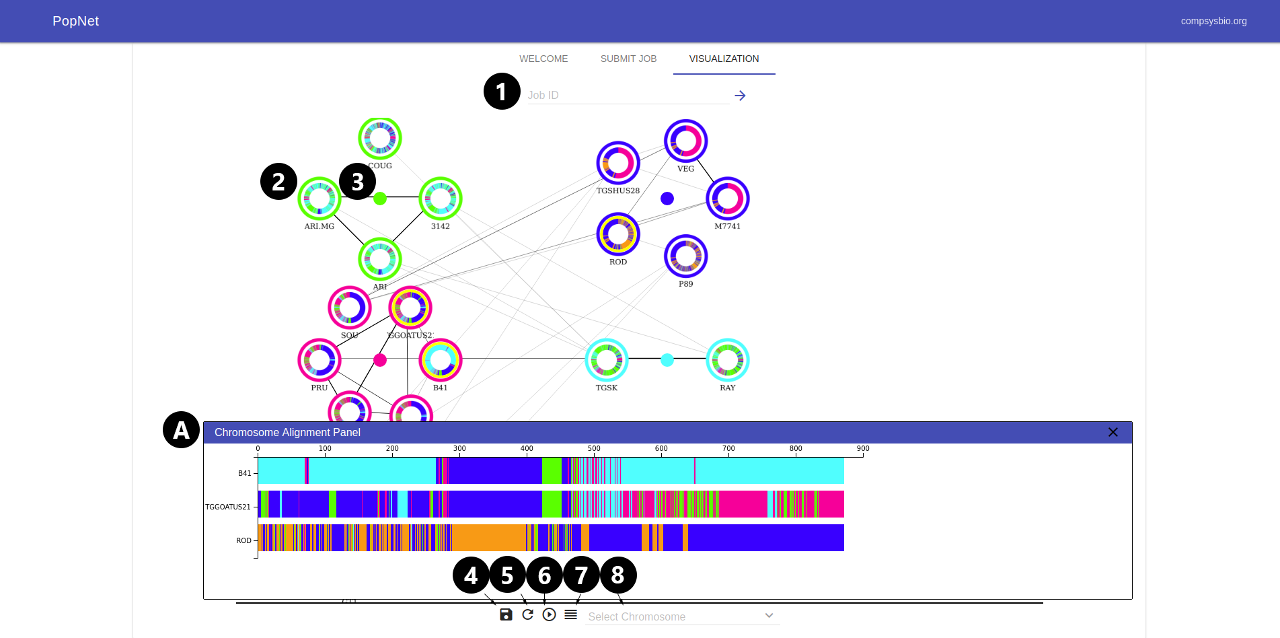 PopNet
compsysbio.org
WELCOME SUBMIT JOB VISUALIZATION
1 Job ID
COUG
VEG
TGSHUS28
2 3
ARI.MG 3142 M7741
ROD
ARI P89
SOU GGOATUS2
PRU B41 TGSK RAY
A Chromosome Alignment Panel
0 100 200 300 400 500 600 700 800 900
B41
TGGOATUS21
ROD
4 5 6 7 8
Select Chromosome